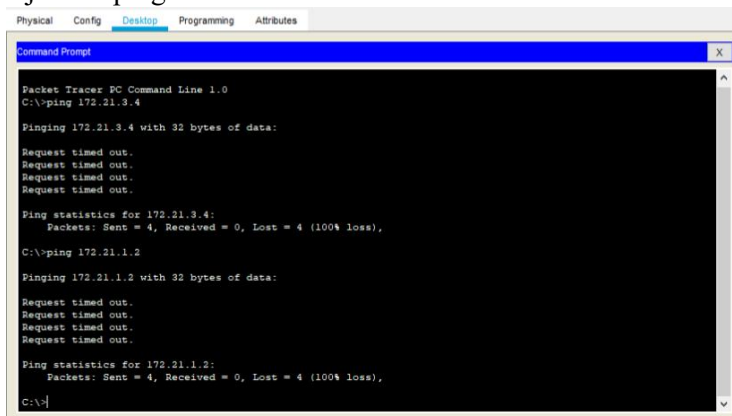 Physical Config Desktop Programming Attributes
Command Prompt X
Packet Tracer PC Command Line 1.0
C:\>ping 172.21.3.4
Pinging 172.21.3.4 with 32 bytes of data:
Request timed out.
Request timed out.
Request timed out.
Request timed out.
Ping statistics for 172.21.3.4:
Packets: Sent = 4, Received = 0, Lost = 4 (100% loss),
C:\>ping 172.21.1.2
Pinging 172.21.1.2 with 32 bytes of data:
Request timed out.
Request timed out.
Request timed out.
Request timed out.
Ping statistics for 172.21.1.2:
Packets: Sent = 4, Received = 0, Lost = 4 (100% loss),
C:\>